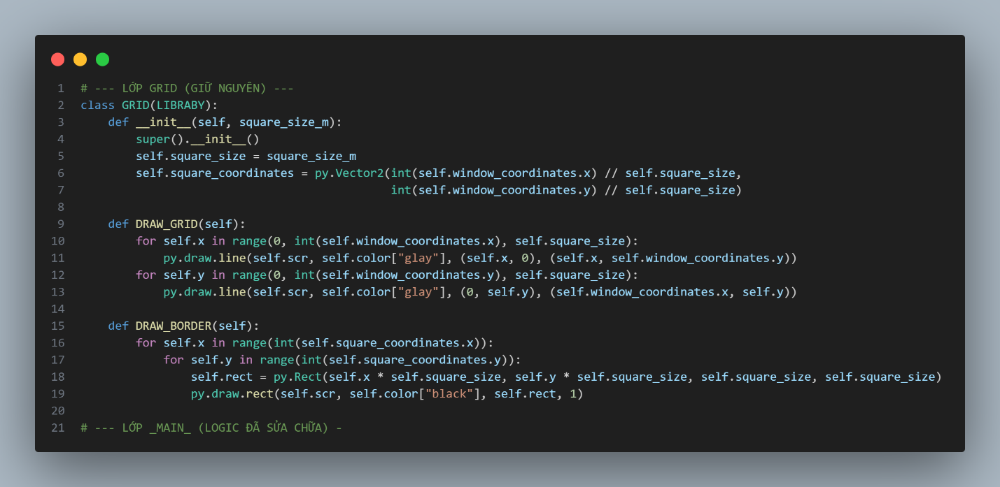 1 # --- LỚP GRID (GIỮ NGUYÊN) ---
2 class GRID(LIBRABY):
3     def __init__(self, square_size_m):
4         super().__init__()
5         self.square_size = square_size_m
6         self.square_coordinates = py.Vector2(int(self.window_coordinates.x) // self.square_size,
7                                              int(self.window_coordinates.y) // self.square_size)
8
9     def DRAW_GRID(self):
10         for self.x in range(0, int(self.window_coordinates.x), self.square_size):
11             py.draw.line(self.scr, self.color["glay"], (self.x, 0), (self.x, self.window_coordinates.y))
12         for self.y in range(0, int(self.window_coordinates.y), self.square_size):
13             py.draw.line(self.scr, self.color["glay"], (0, self.y), (self.window_coordinates.x, self.y))
14
15     def DRAW_BORDER(self):
16         for self.x in range(int(self.square_coordinates.x)):
17             for self.y in range(int(self.square_coordinates.y)):
18                 self.rect = py.Rect(self.x * self.square_size, self.y * self.square_size, self.square_size, self.square_size)
19                 py.draw.rect(self.scr, self.color["black"], self.rect, 1)
20
21 # --- LỚP _MAIN_ (LOGIC ĐÃ SỬA CHỮA) -